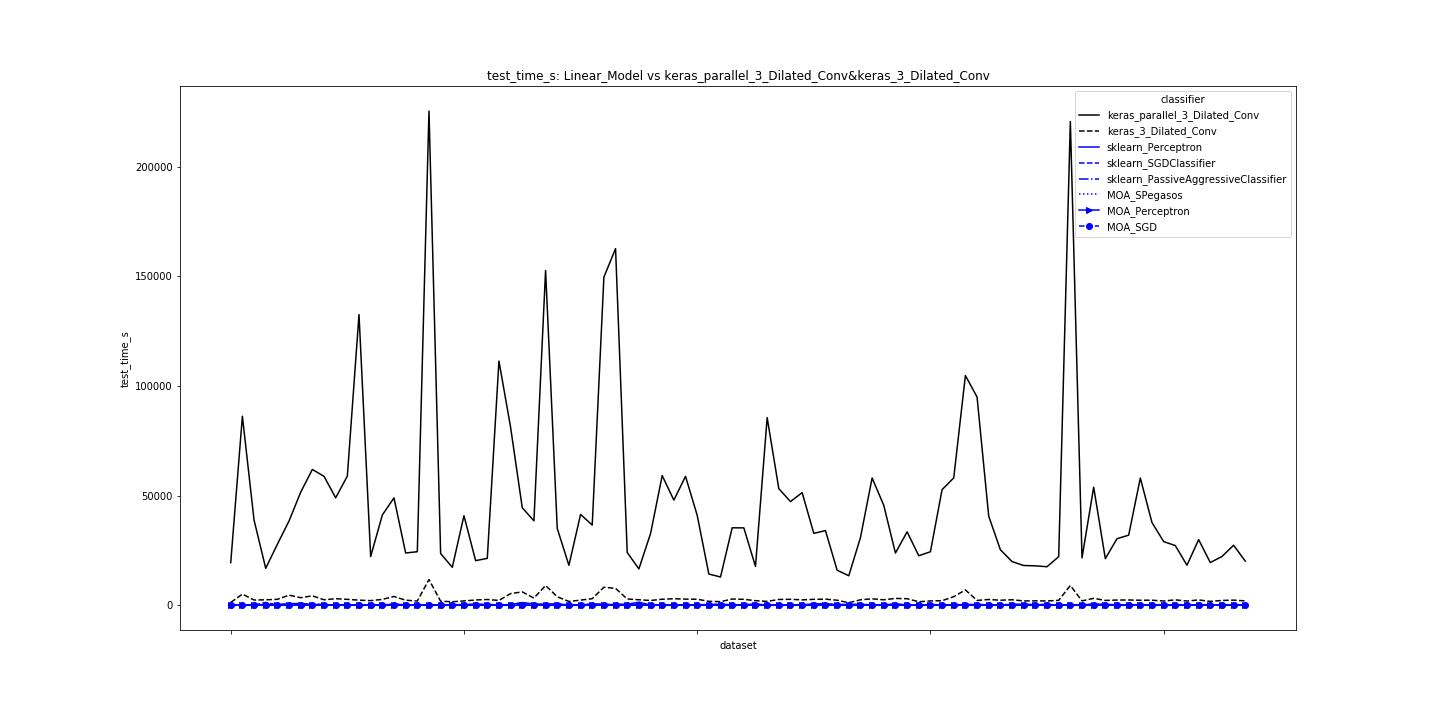 test_time_s: Linear_Model vs keras_parallel_3_Dilated_Conv&keras_3_Dilated_Conv
classifier
keras_parallel_3_Dilated_Conv
keras_3_Dilated_Conv
sklearn_Perceptron
sklearn_SGDClassifier
sklearn_PassiveAggressiveClassifier
MOA_SPegasos
MOA_Perceptron
MOA_SGD
200000
150000
100000
50000
0
test_time_s
dataset